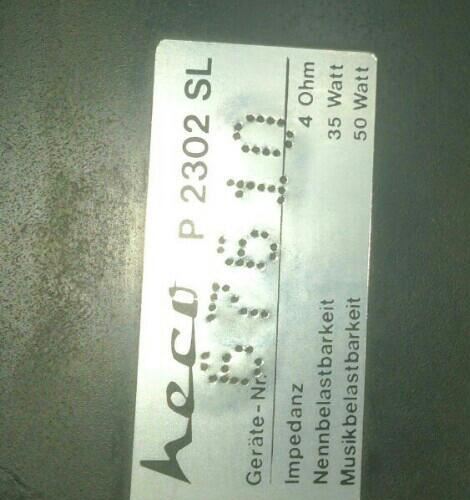 heco P 2302 SL
Geräte-Nr.
Impedanz 4 Ohm
Nennbelastbarkeit 35 Watt
Musikbelastbarkeit 50 Watt